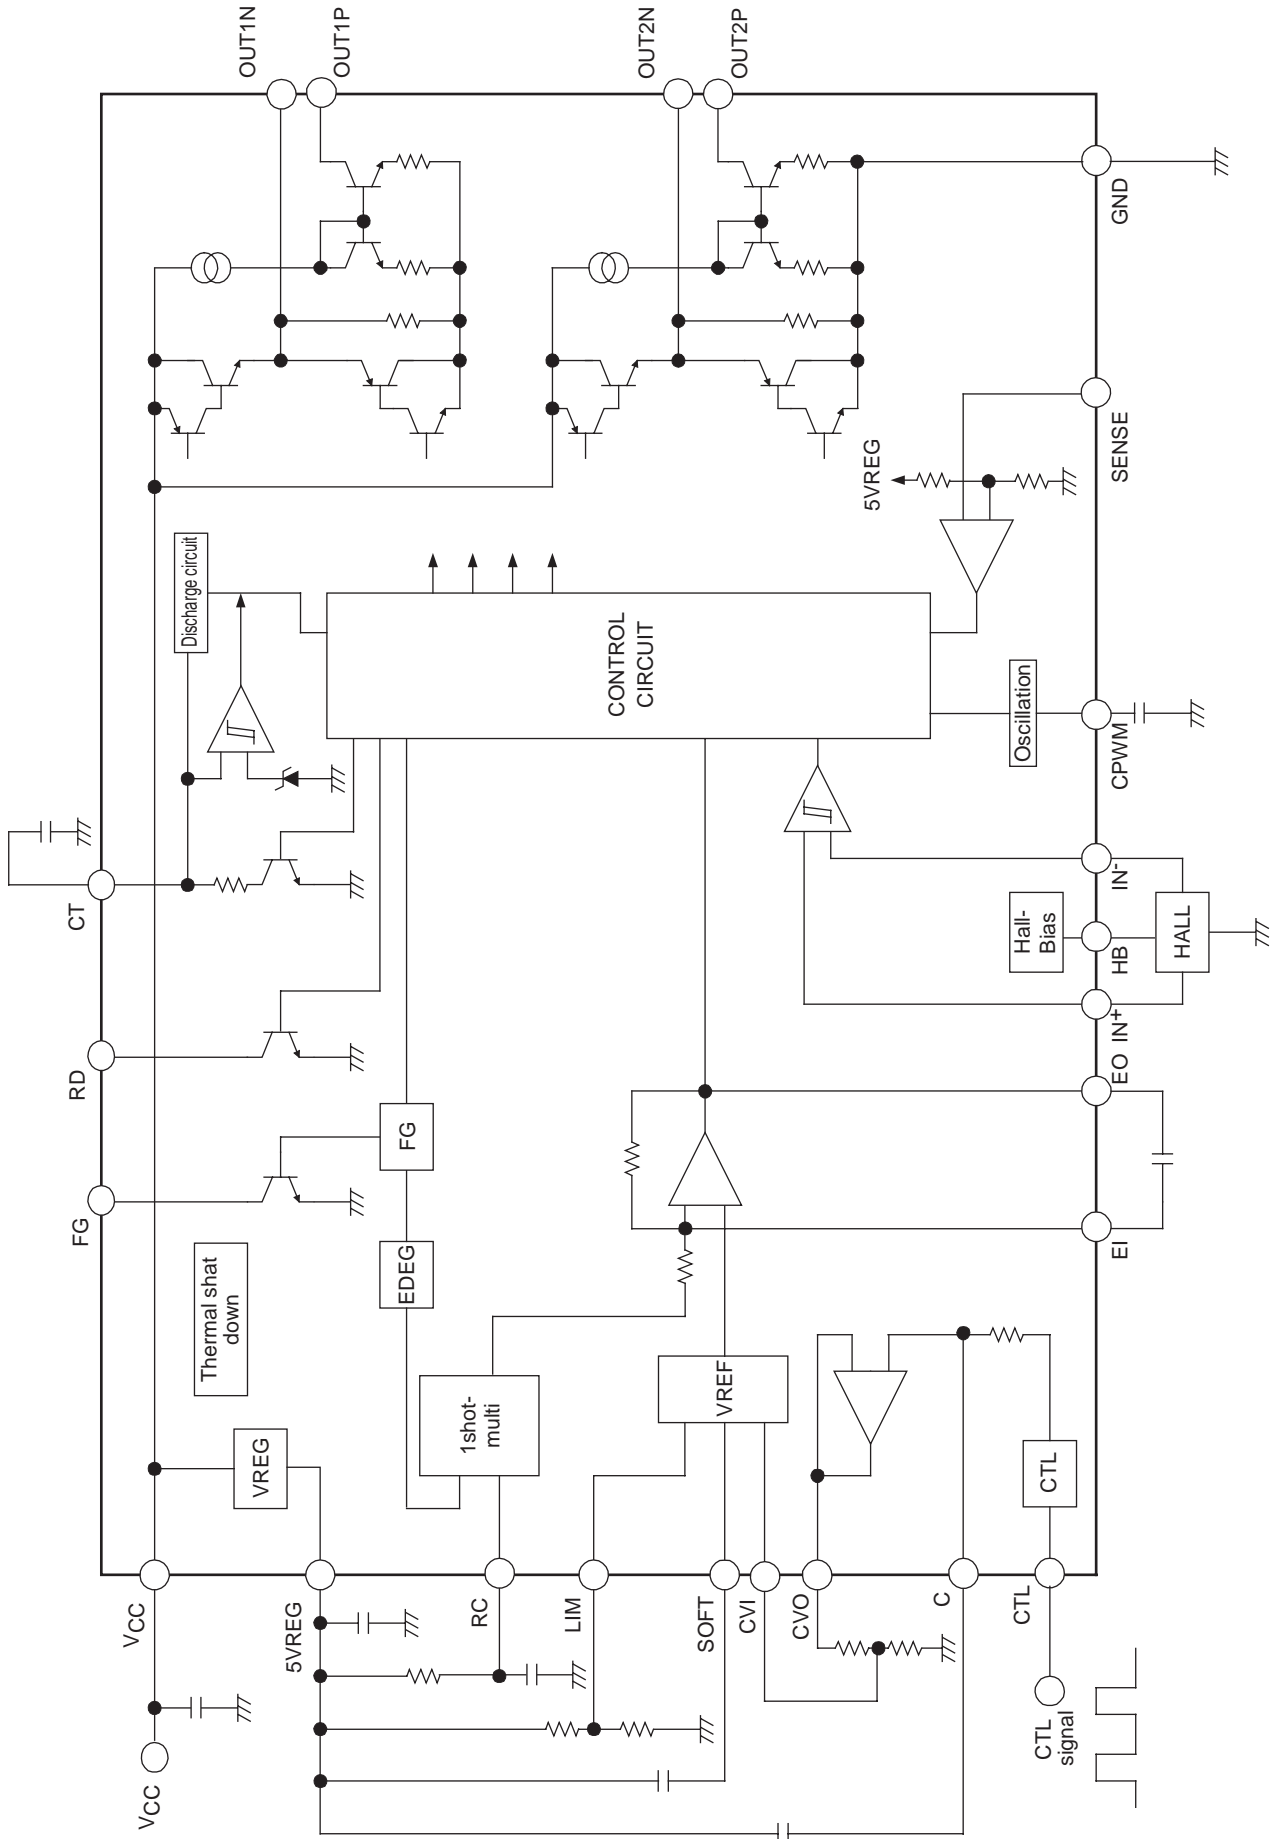 OUT1N
OUT1P
OUT2N
OUT2P
GND
SENSE
5VREG
Discharge circuit
CONTROL
CIRCUIT
Oscillation
CPWM
CT
IN-
Hall-
Bias
HB
HALL
IN+
RD
EO
FG
FG
EI
EDEG
Thermal shat
down
1shot-
multi
VREF
VREG
CTL
VCC
5VREG
RC
LIM
SOFT
CVI
CVO
C
CTL
VCC
CTL
signal